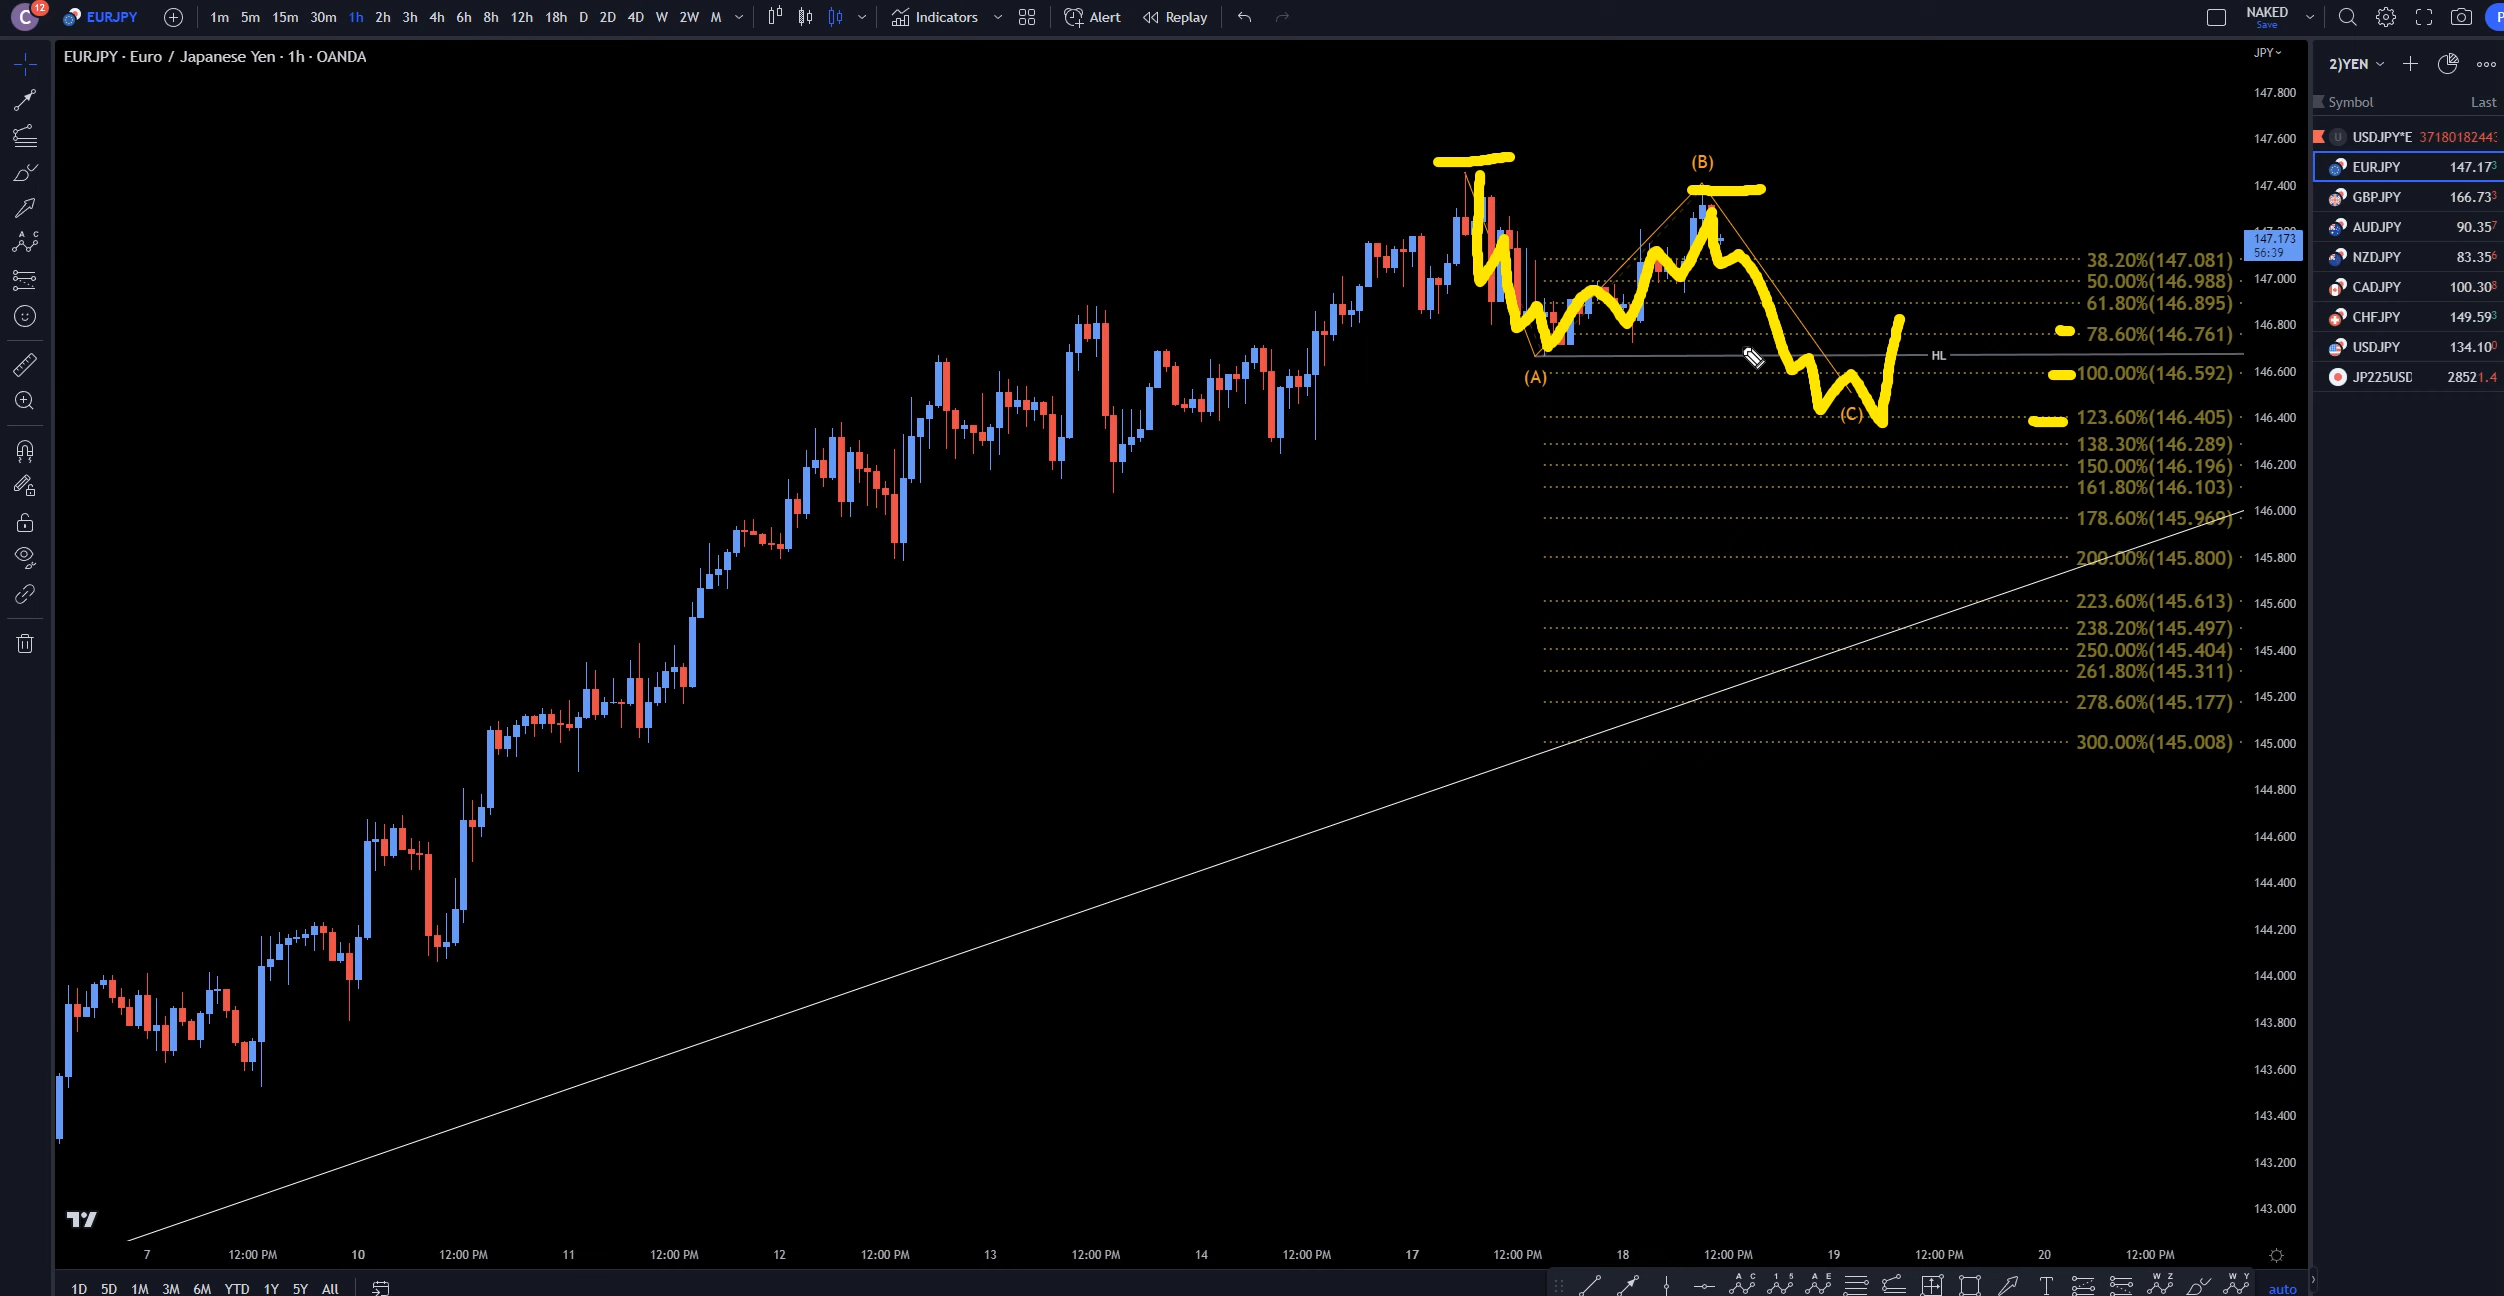 C 12 EURJPY 1m 5m 15m 30m 1h 2h 3h 4h 6h 8h 12h 18h D 2D 4D W 2W M Indicators Alert Replay NAKED P
Save
EURJPY · Euro / Japanese Yen · 1h · OANDA
JPY
2)YEN
Symbol Last
USDJPY*E 3718018244
EURJPY 147.173
GBPJPY 166.733
AUDJPY 90.357
NZDJPY 83.356
CADJPY 100.308
CHFJPY 149.593
USDJPY 134.100
JP225USD 28521.4
147.800
147.600
147.400
147.173
56:39
147.000
146.800
146.600
146.400
146.200
146.000
145.800
145.600
145.400
145.200
145.000
144.800
144.600
144.400
144.200
144.000
143.800
143.600
143.400
143.200
143.000
(B)
(A)
(C)
HL
38.20%(147.081)
50.00%(146.988)
61.80%(146.895)
78.60%(146.761)
100.00%(146.592)
123.60%(146.405)
138.30%(146.289)
150.00%(146.196)
161.80%(146.103)
178.60%(145.969)
200.00%(145.800)
223.60%(145.613)
238.20%(145.497)
250.00%(145.404)
261.80%(145.311)
278.60%(145.177)
300.00%(145.008)
7 12:00 PM 10 12:00 PM 11 12:00 PM 12 12:00 PM 13 12:00 PM 14 12:00 PM 17 12:00 PM 18 12:00 PM 19 12:00 PM 20 12:00 PM
1D 5D 1M 3M 6M YTD 1Y 5Y All auto